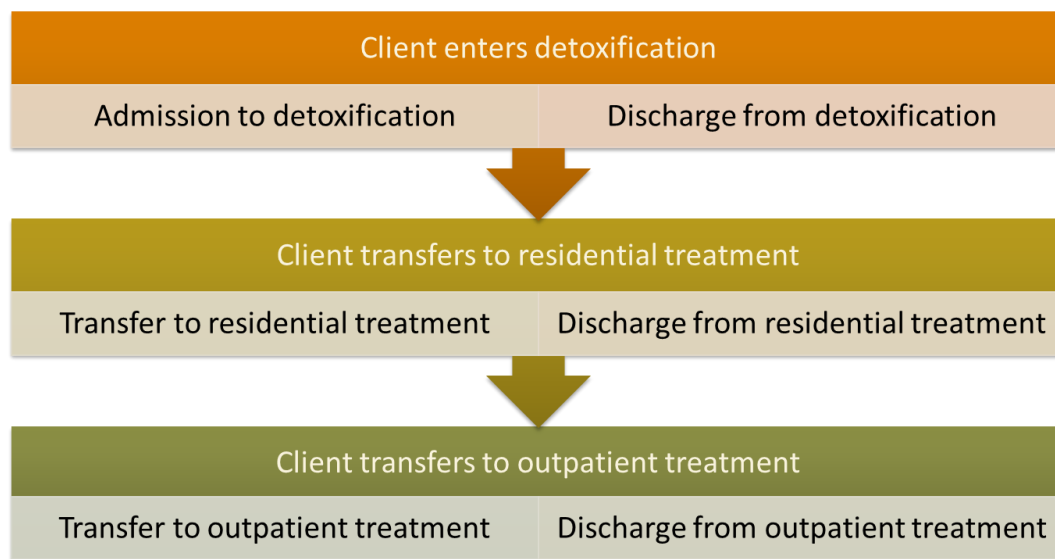 Client enters detoxification
Admission to detoxification
Discharge from detoxification
Client transfers to residential treatment
Transfer to residential treatment
Discharge from residential treatment
Client transfers to outpatient treatment
Transfer to outpatient treatment
Discharge from outpatient treatment